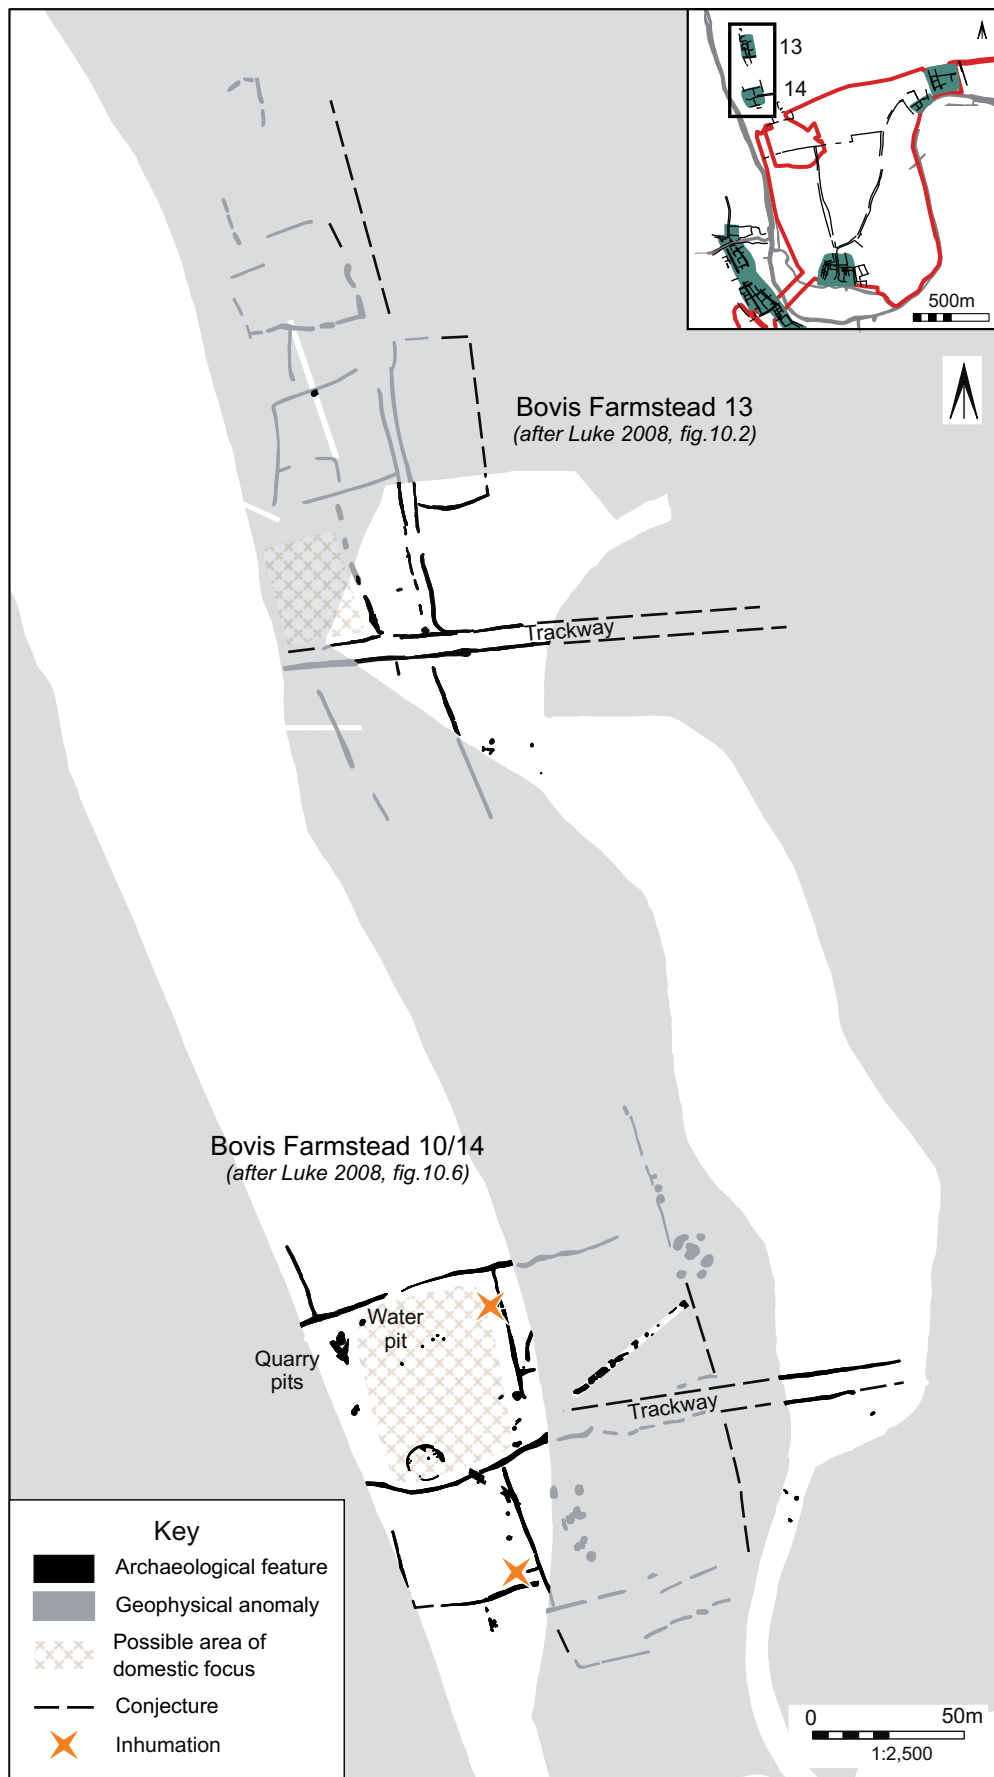 13
14
500m
Bovis Farmstead 13
(after Luke 2008, fig.10.2)
Trackway
Bovis Farmstead 10/14
(after Luke 2008, fig.10.6)
Water
pit
Quarry
pits
Trackway
Key
Archaeological feature
Geophysical anomaly
Possible area of
domestic focus
Conjecture
Inhumation
0 50m
1:2,500